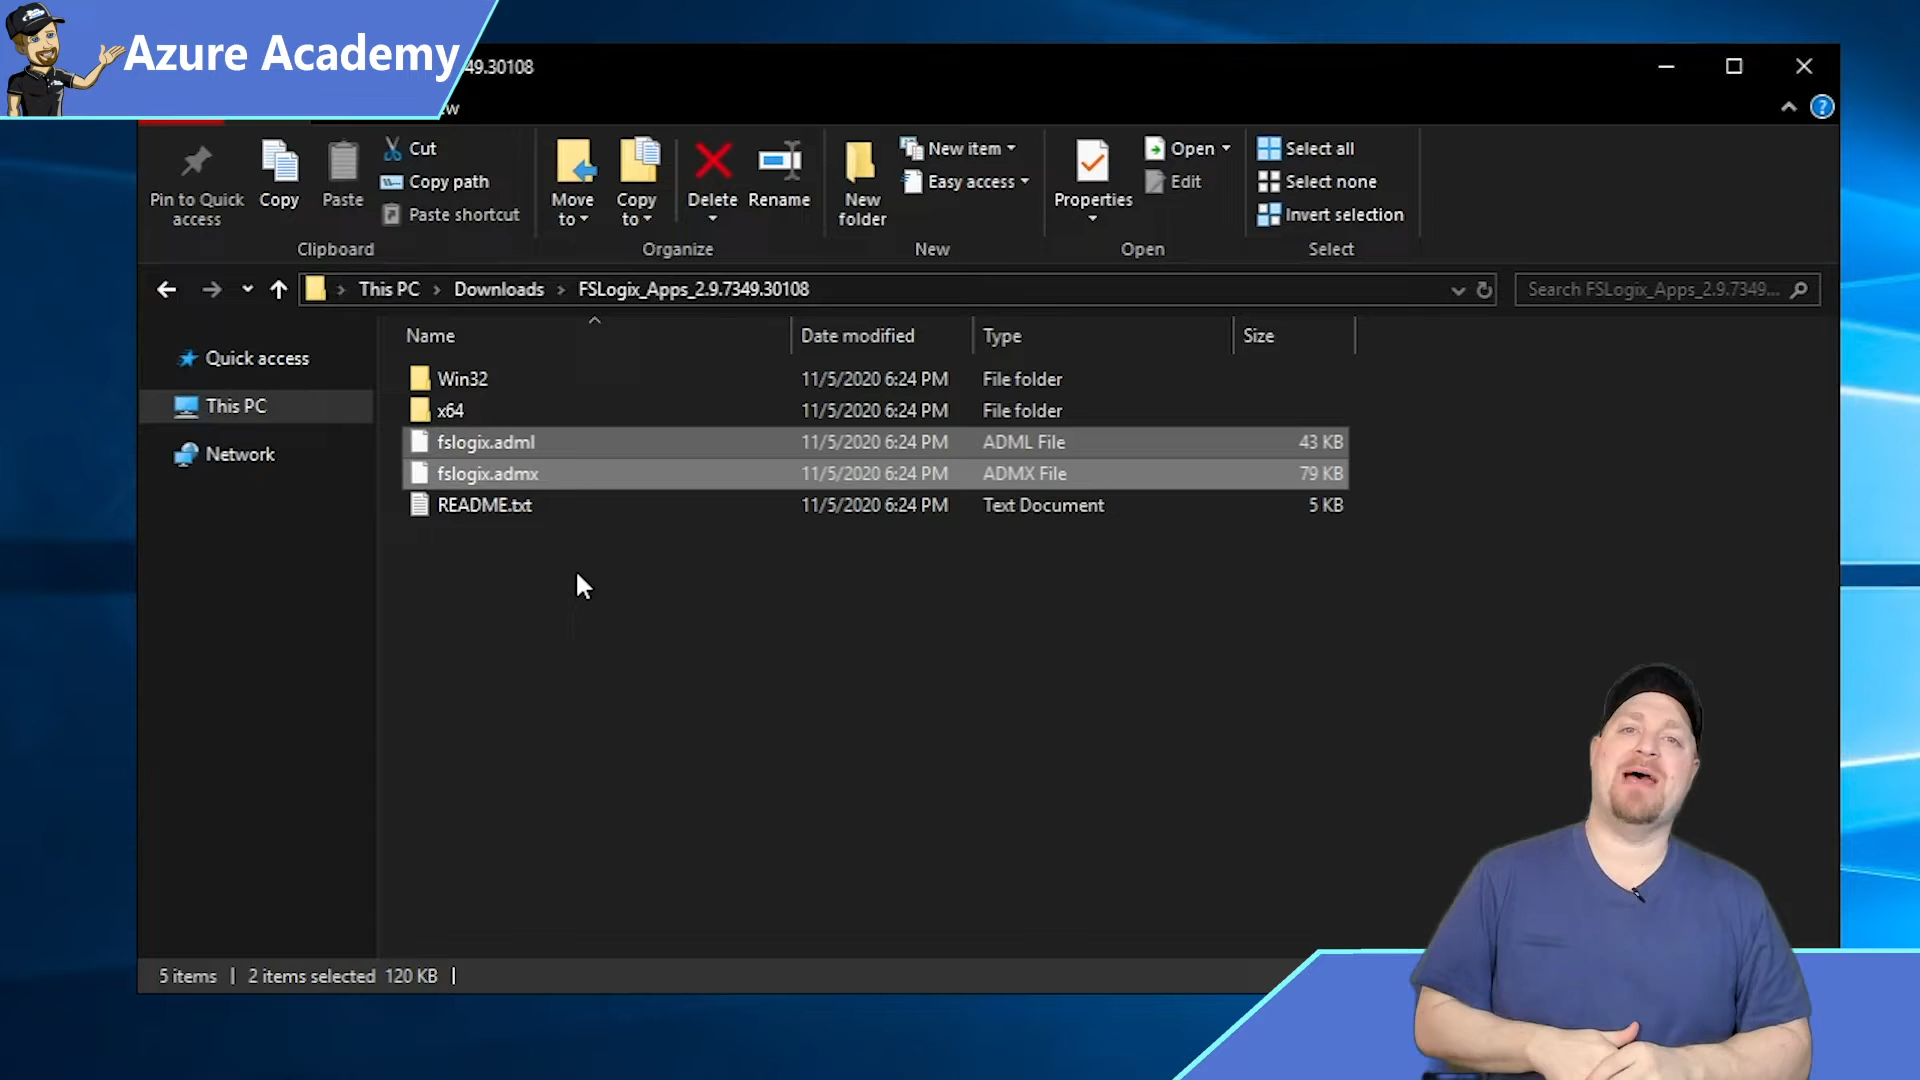 Azure Academy
49.30108
ew
Pin to Quick access
Copy
Paste
Cut
Copy path
Paste shortcut
Clipboard
Move to
Copy to
Delete
Rename
Organize
New folder
New item
Easy access
New
Properties
Open
Edit
Open
Select all
Select none
Invert selection
Select
This PC > Downloads > FSLogix_Apps_2.9.7349.30108
Search FSLogix_Apps_2.9.7349...
Quick access
This PC
Network
Name Date modified Type Size
Win32 11/5/2020 6:24 PM File folder
x64 11/5/2020 6:24 PM File folder
fslogix.adml 11/5/2020 6:24 PM ADML File 43 KB
fslogix.admx 11/5/2020 6:24 PM ADMX File 79 KB
README.txt 11/5/2020 6:24 PM Text Document 5 KB
5 items | 2 items selected 120 KB |